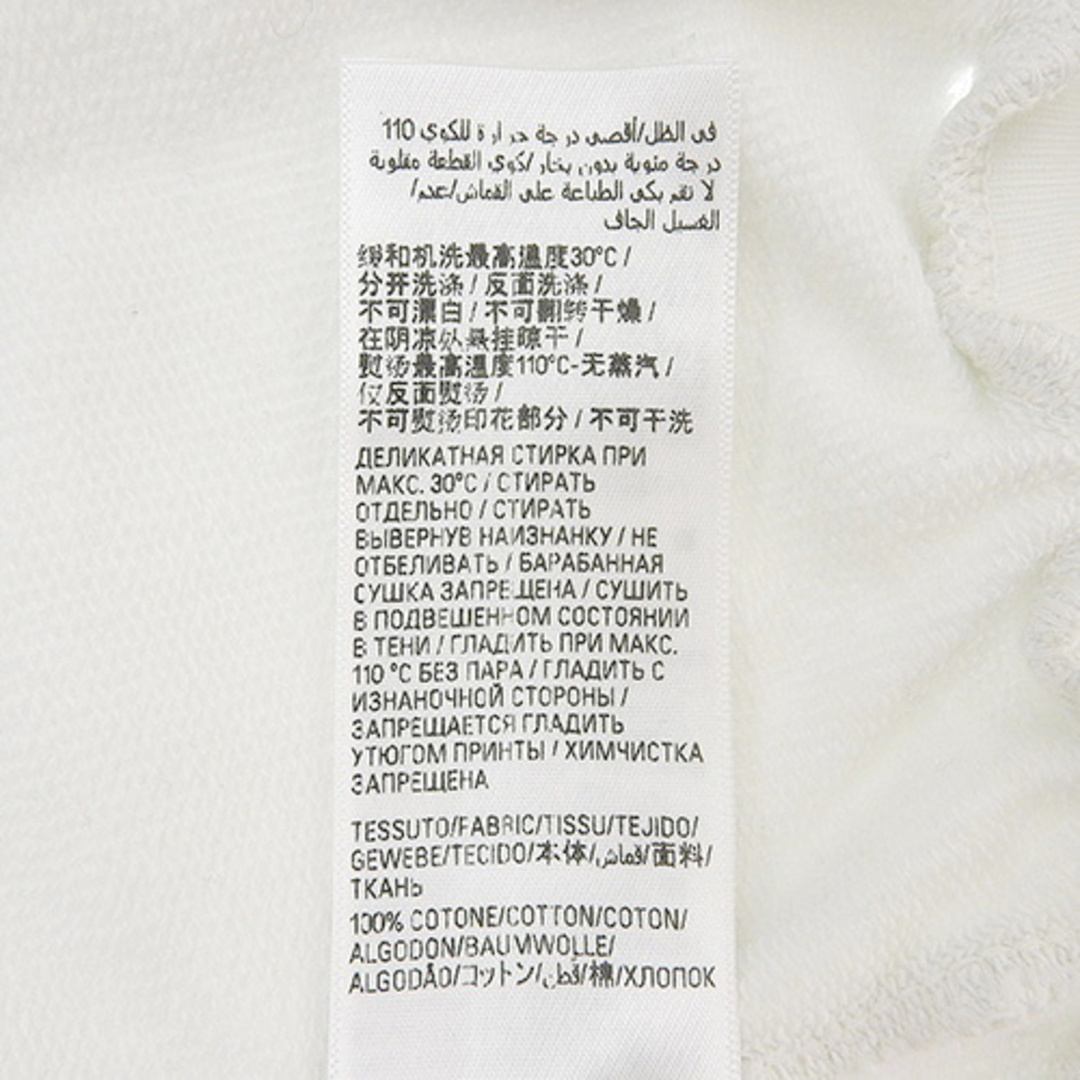 في الظل/أقصى درجة حرارة للكوي 110
درجة مئوية بدون بخار/كوي القطعة مقلوبة
لا تقم بكي الطباعة على القماش/عدم/
الغسيل الجاف
缓和机洗最高温度30°C /
分开洗涤 / 反面洗涤 /
不可漂白 / 不可翻转干燥 /
在阴凉处悬挂晾干 /
熨烫最高温度110°C-无蒸汽 /
仅反面熨烫 /
不可熨烫印花部分 / 不可干洗
ДЕЛИКАТНАЯ СТИРКА ПРИ
МАКС. 30°C / СТИРАТЬ
ОТДЕЛЬНО / СТИРАТЬ
ВЫВЕРНУВ НАИЗНАНКУ / НЕ
ОТБЕЛИВАТЬ / БАРАБАННАЯ
СУШКА ЗАПРЕЩЕНА / СУШИТЬ
В ПОДВЕШЕННОМ СОСТОЯНИИ
В ТЕНИ / ГЛАДИТЬ ПРИ МАКС.
110 °C БЕЗ ПАРА / ГЛАДИТЬ С
ИЗНАНОЧНОЙ СТОРОНЫ /
ЗАПРЕЩАЕТСЯ ГЛАДИТЬ
УТЮГОМ ПРИНТЫ / ХИМЧИСТКА
ЗАПРЕЩЕНА
TESSUTO/FABRIC/TISSU/TEJIDO/
GEWEBE/TECIDO/本体/قماش/面料/
ТКАНЬ
100% COTONE/COTTON/COTON/
ALGODON/BAUMWOLLE/
ALGODÃO/コットン/قطن/棉/ХЛОПОК